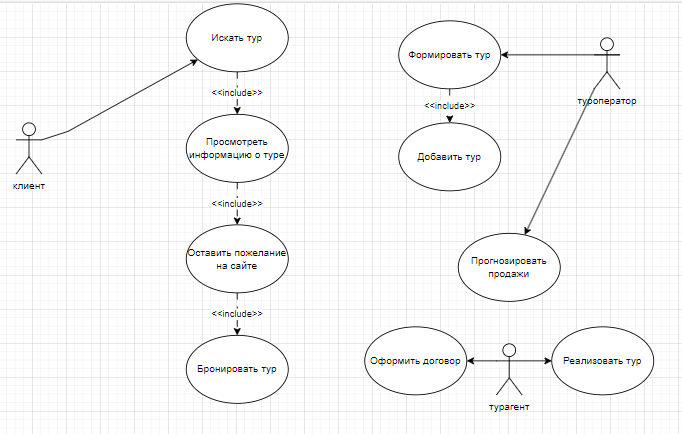 Искать тур
<<include>>
Просмотреть
информацию о туре
<<include>>
Оставить пожелание
на сайте
<<include>>
Бронировать тур
клиент
Формировать тур
<<include>>
Добавить тур
туроператор
Прогнозировать
продажи
Оформить договор
Реализовать тур
турагент